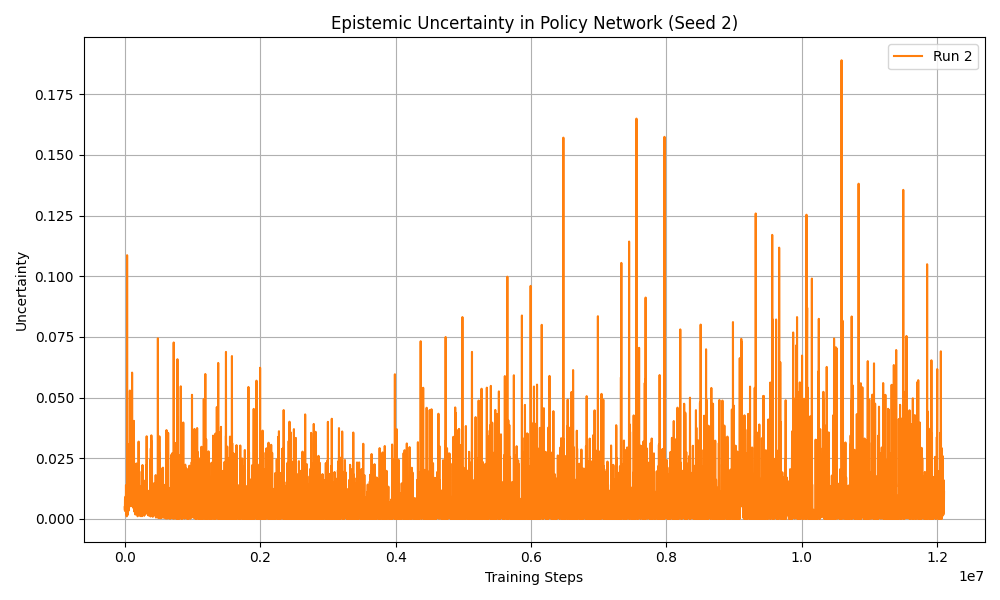 Epistemic Uncertainty in Policy Network (Seed 2)
Run 2
Uncertainty
0.175
0.150
0.125
0.100
0.075
0.050
0.025
0.000
0.0 0.2 0.4 0.6 0.8 1.0 1.2
1e7
Training Steps